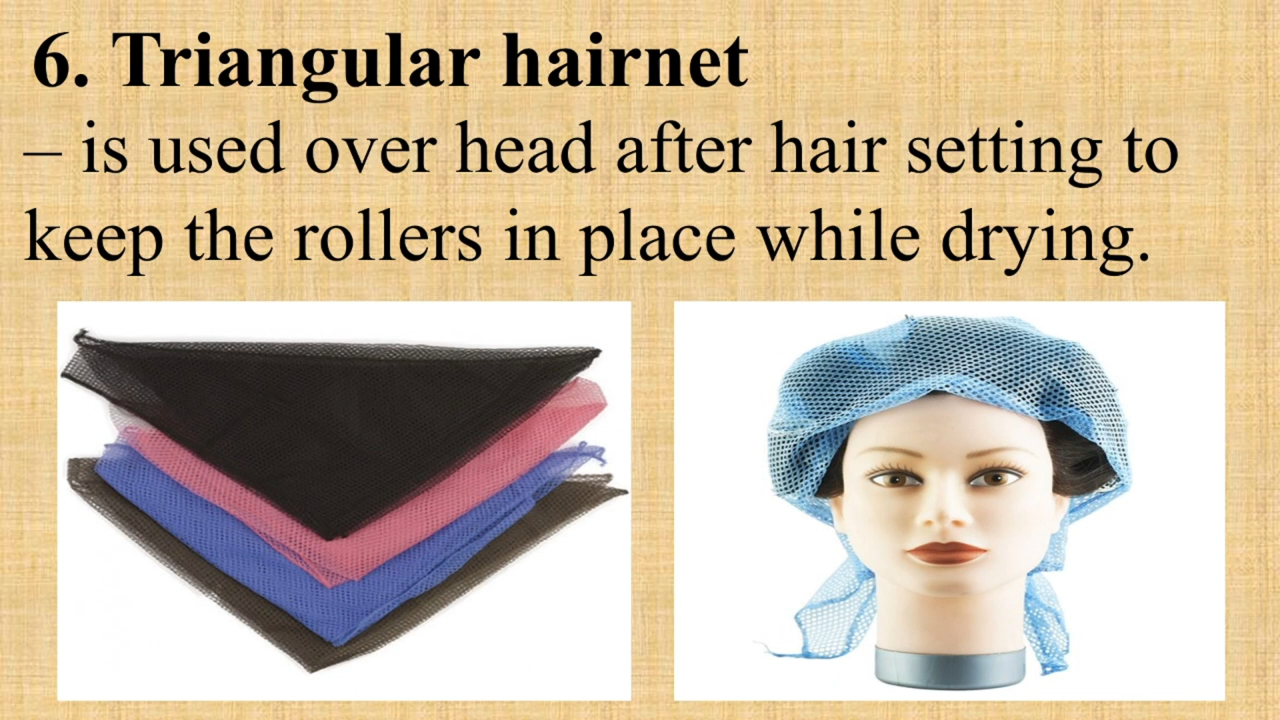 6. Triangular hairnet
– is used over head after hair setting to
keep the rollers in place while drying.